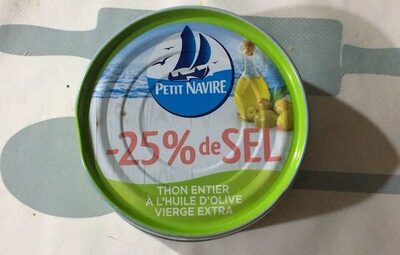 PETIT NAVIRE
-25% de SEL
THON ENTIER
À L'HUILE D'OLIVE
VIERGE EXTRA